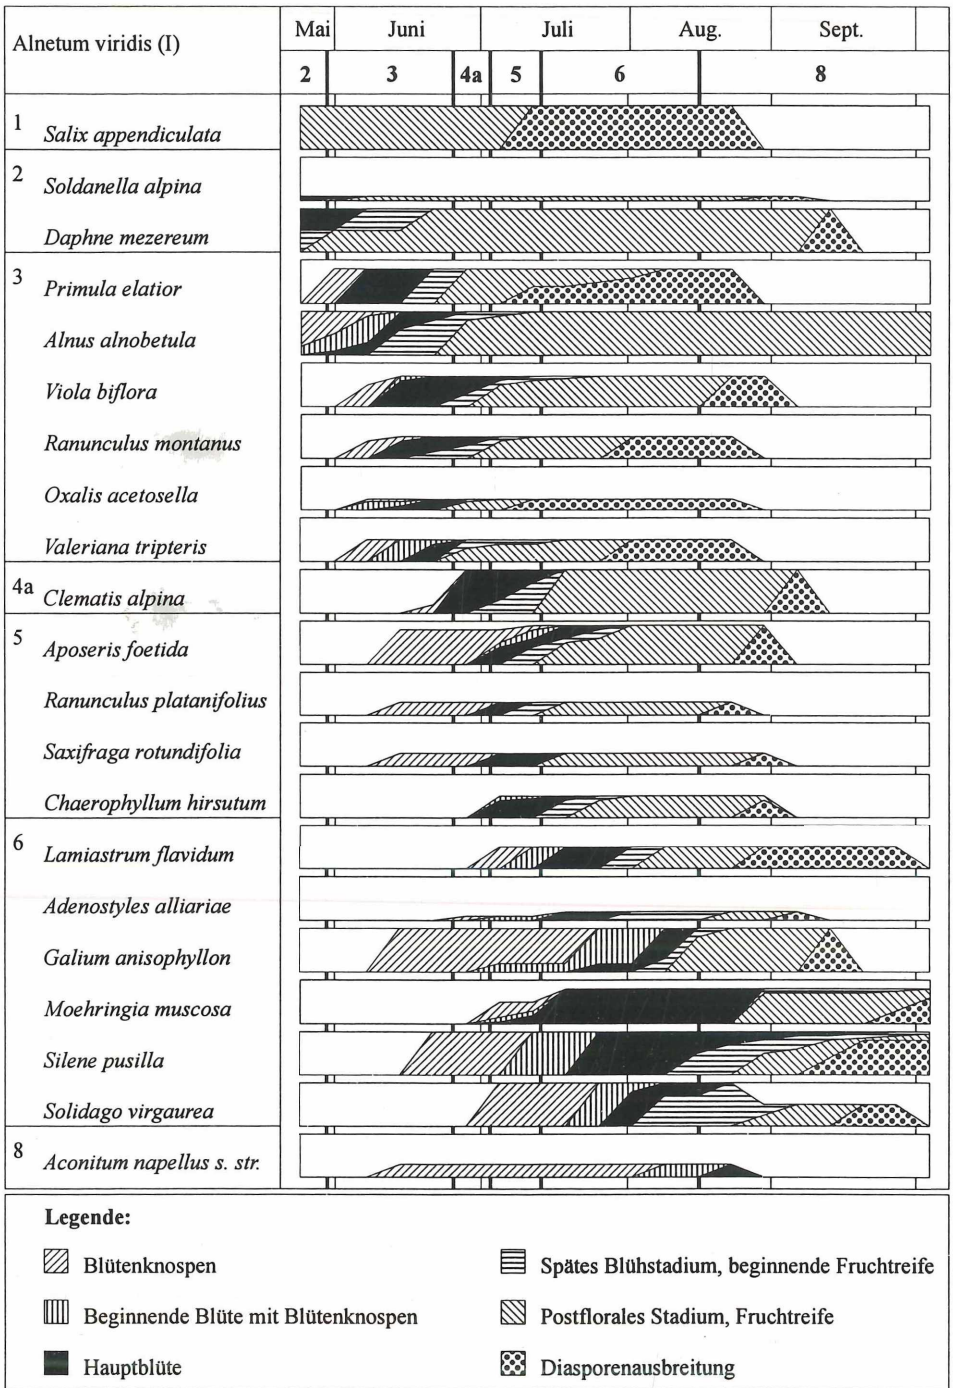 Alnetum viridis (I) Mai Juni Juli Aug. Sept.
2 3 4a 5 6 8
1 Salix appendiculata
2 Soldanella alpina
Daphne mezereum
3 Primula elatior
Alnus alnobetula
Viola biflora
Ranunculus montanus
Oxalis acetosella
Valeriana tripteris
4a Clematis alpina
5 Aposeris foetida
Ranunculus platanifolius
Saxifraga rotundifolia
Chaerophyllum hirsutum
6 Lamiastrum flavidum
Adenostyles alliariae
Galium anisophyllon
Moehringia muscosa
Silene pusilla
Solidago virgaurea
8 Aconitum napellus s. str.
Legende:
Blütenknospen
Spätes Blühstadium, beginnende Fruchtreife
Beginnende Blüte mit Blütenknospen
Postflorales Stadium, Fruchtreife
Hauptblüte
Diasporenausbreitung